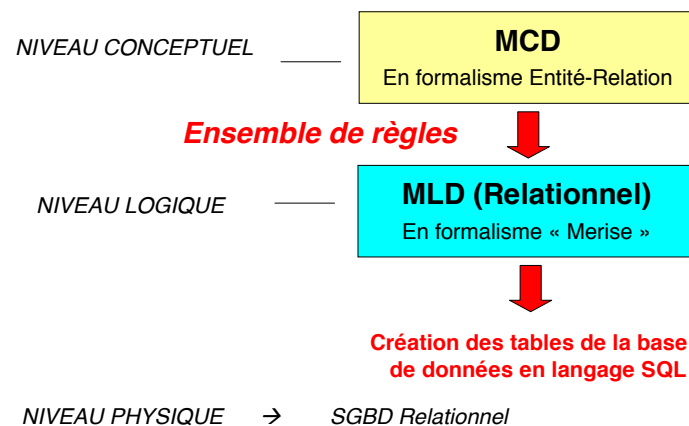 NIVEAU CONCEPTUEL
MCD
En formalisme Entité-Relation
Ensemble de règles
NIVEAU LOGIQUE
MLD (Relationnel)
En formalisme « Merise »
Création des tables de la base
de données en langage SQL
NIVEAU PHYSIQUE → SGBD Relationnel